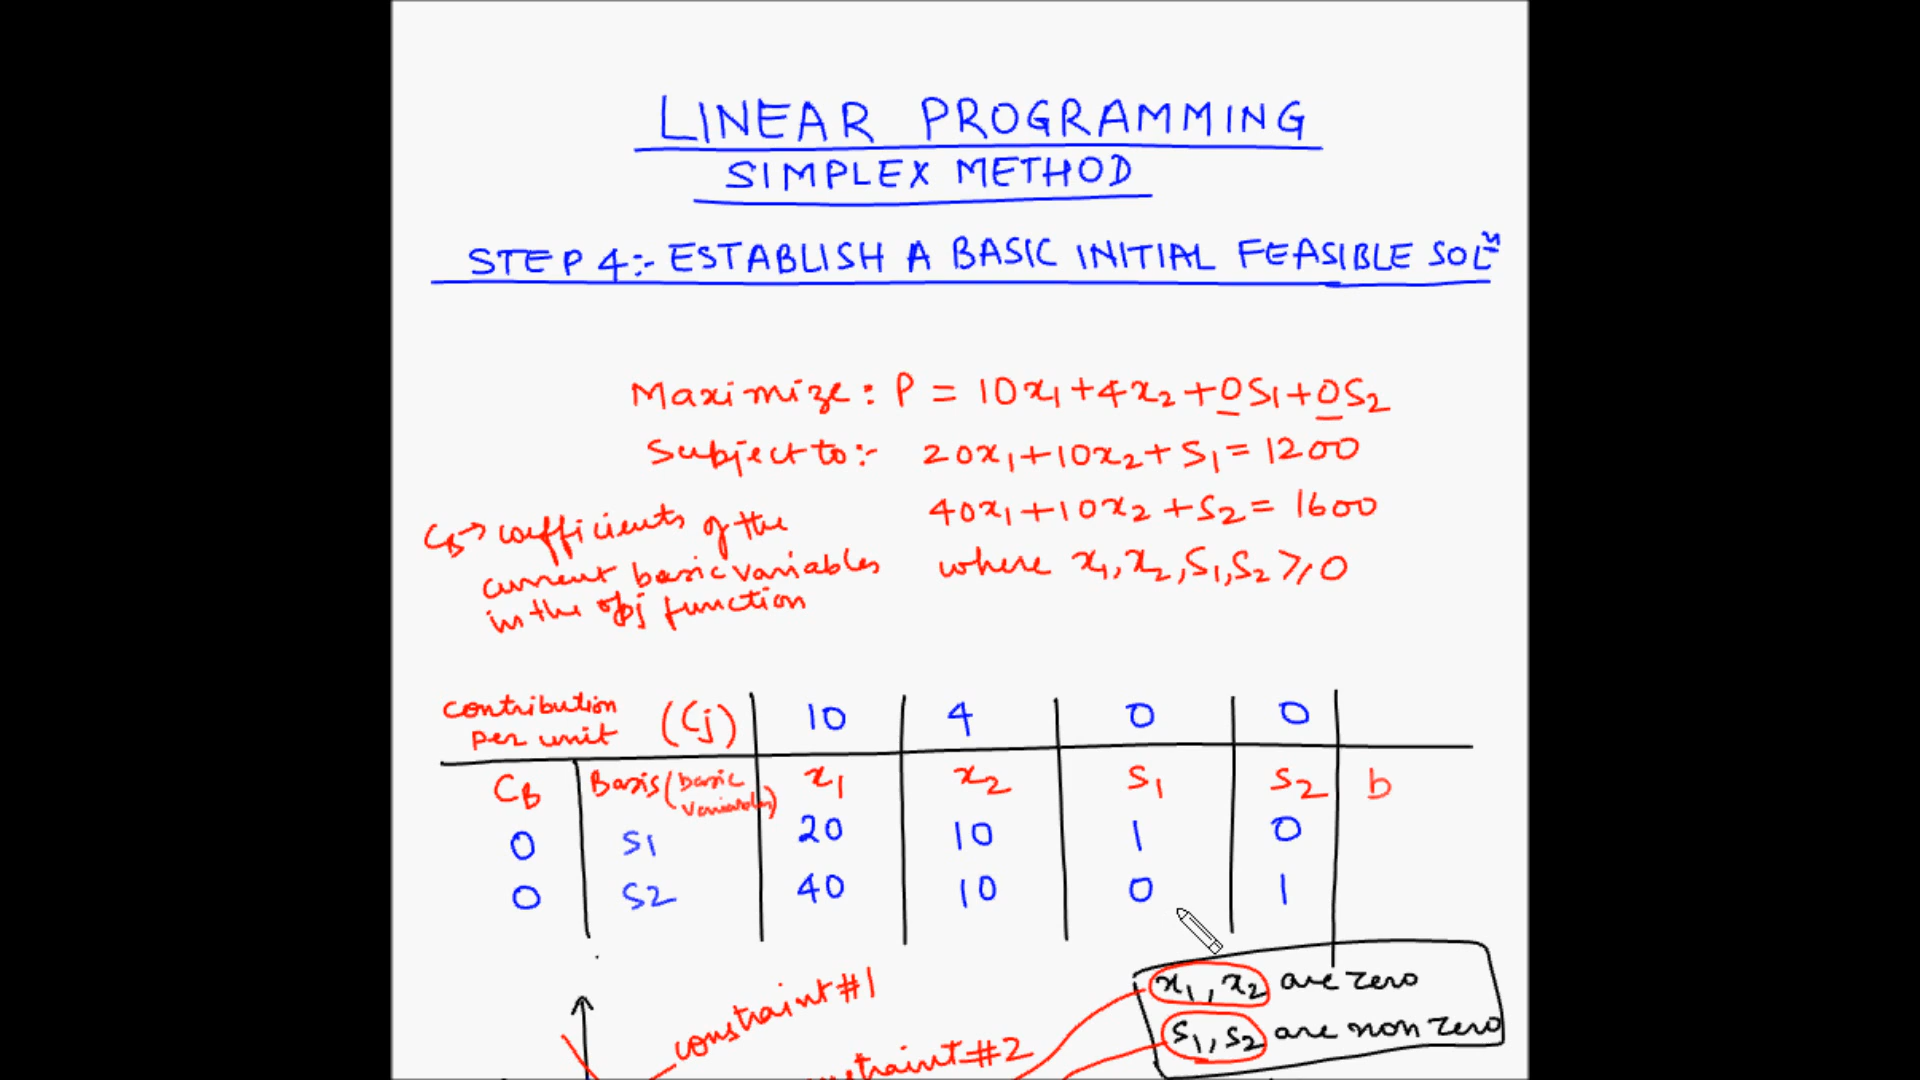 LINEAR PROGRAMMING
SIMPLEX METHOD
STEP 4:- ESTABLISH A BASIC INITIAL FEASIBLE SOLⁿ
Maximize: P = 10x₁+4x₂+0S₁+0S₂
Subject to:- 20x₁+10x₂+S₁=1200
40x₁+10x₂+S₂=1600
where x₁,x₂,S₁,S₂≥0
CB→ coefficients of the
current basic variables
in the obj function
contribution per unit (Cj) 10 4 0 0
CB Basis (basic variables) x₁ x₂ S₁ S₂ b
0 S1 20 10 1 0
0 S2 40 10 0 1
x₁, x₂ are zero
S₁, S₂ are non zero
constraint#1